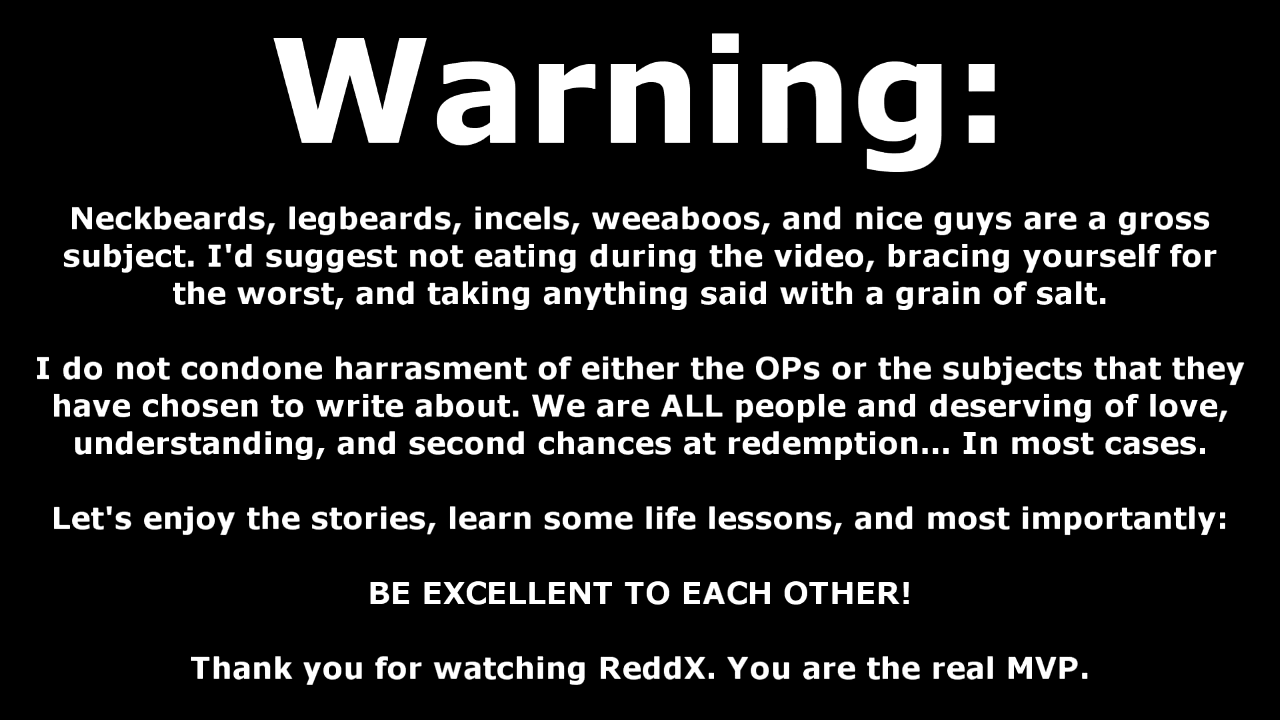 Warning:
Neckbeards, legbeards, incels, weeaboos, and nice guys are a gross
subject. I'd suggest not eating during the video, bracing yourself for
the worst, and taking anything said with a grain of salt.
I do not condone harrasment of either the OPs or the subjects that they
have chosen to write about. We are ALL people and deserving of love,
understanding, and second chances at redemption... In most cases.
Let's enjoy the stories, learn some life lessons, and most importantly:
BE EXCELLENT TO EACH OTHER!
Thank you for watching ReddX. You are the real MVP.